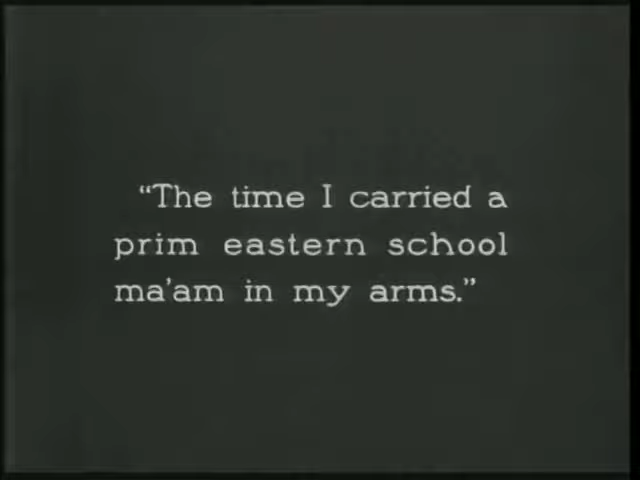 “The time I carried a
prim eastern school
ma'am in my arms.”